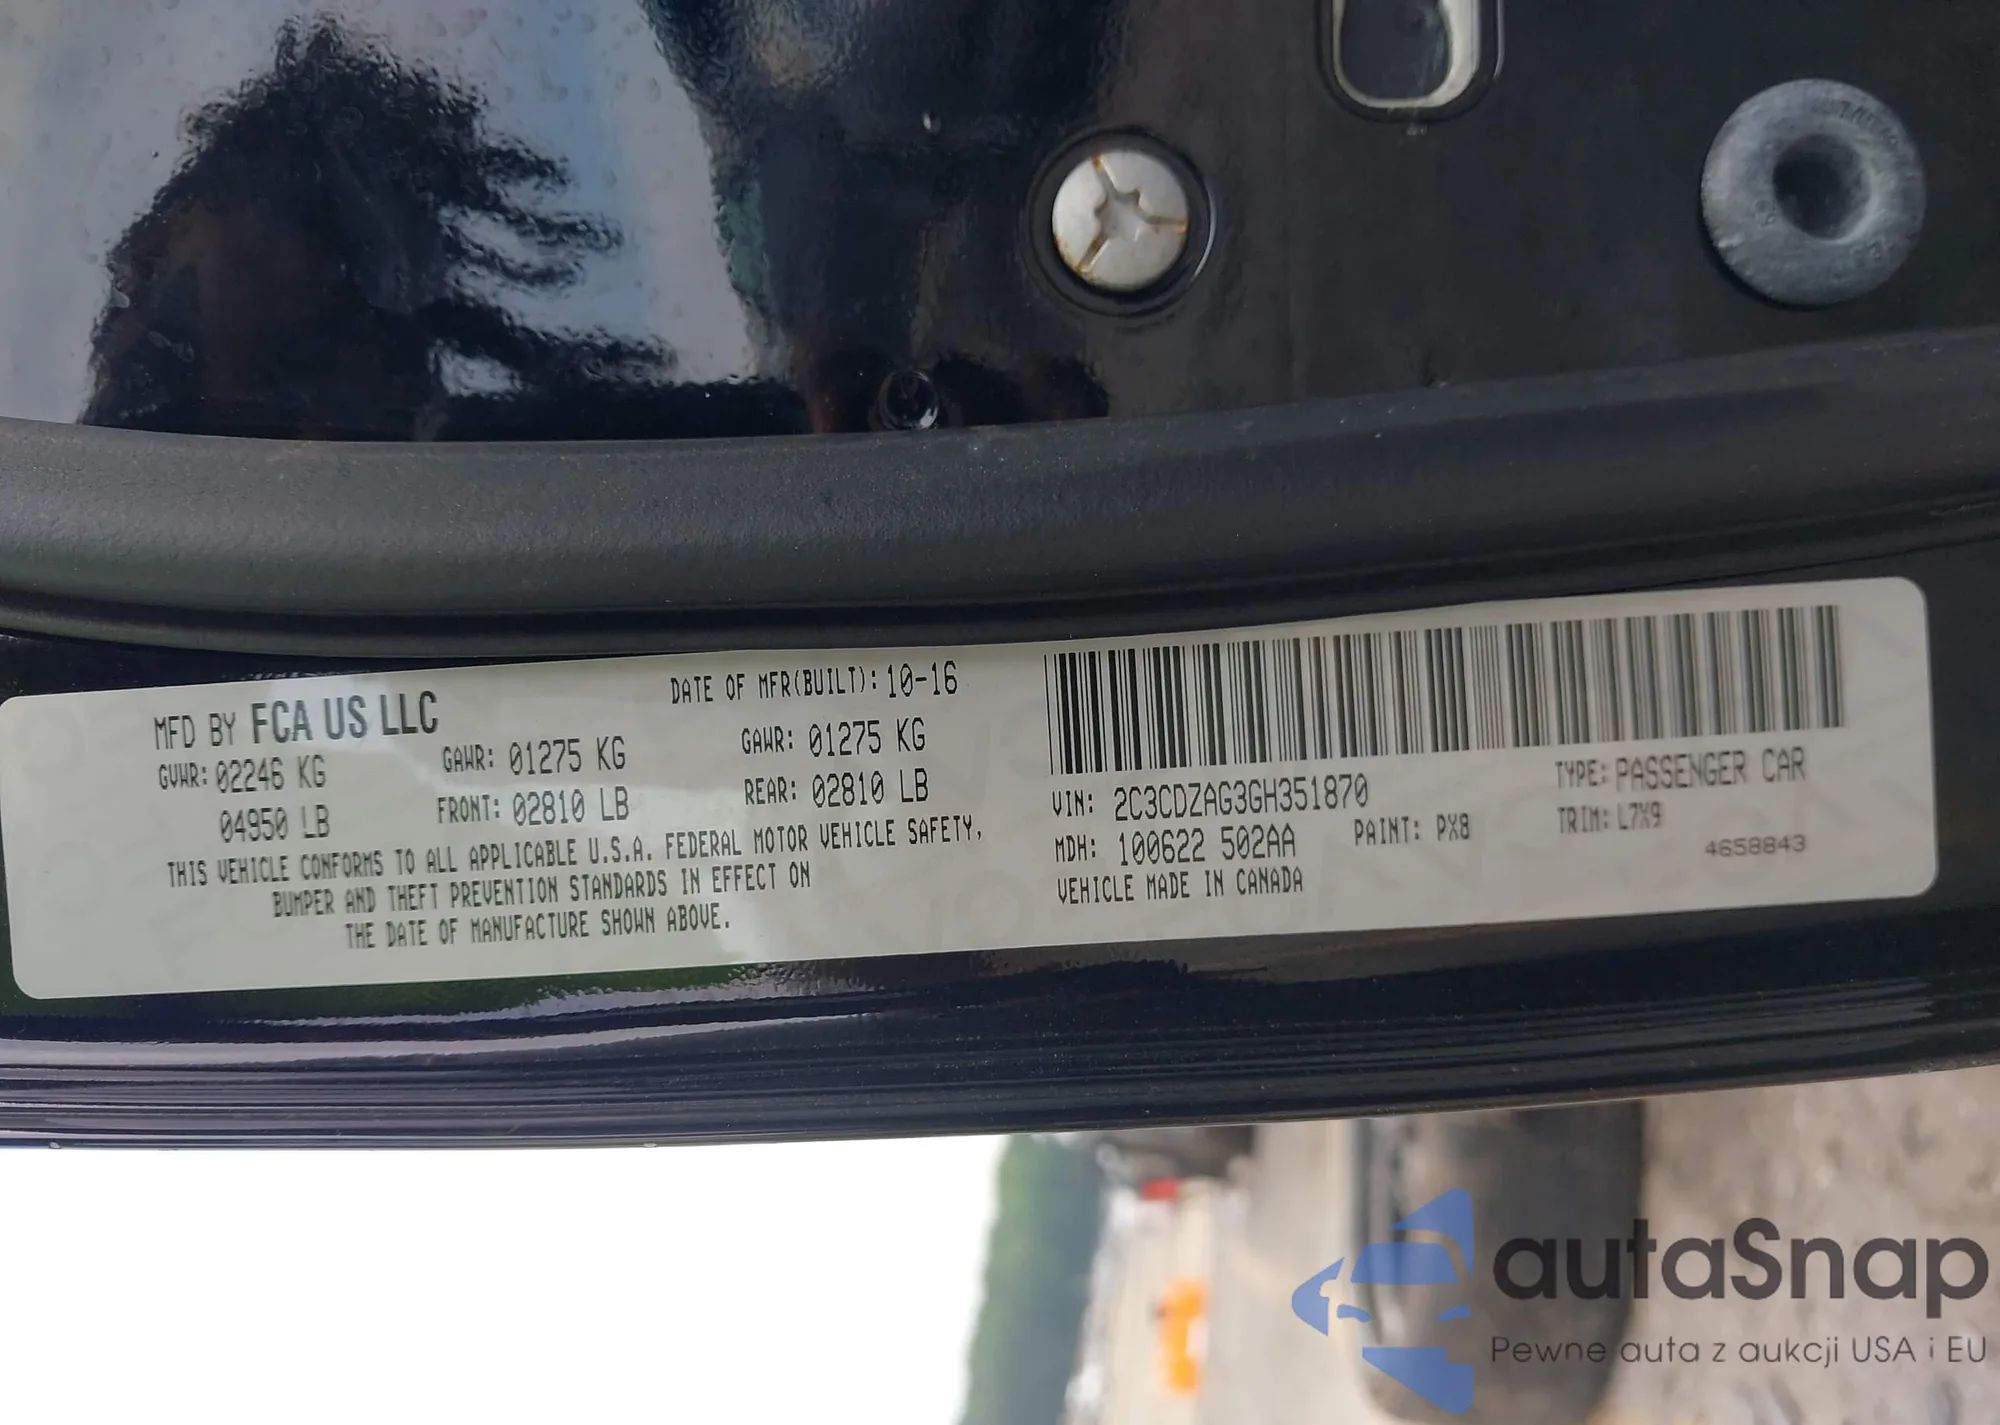 MFD BY FCA US LLC
DATE OF MFR(BUILT): 10-16
GVWR: 02246 KG
04950 LB
GAWR: 01275 KG
FRONT: 02810 LB
GAWR: 01275 KG
REAR: 02810 LB
THIS VEHICLE CONFORMS TO ALL APPLICABLE U.S.A. FEDERAL MOTOR VEHICLE SAFETY,
BUMPER AND THEFT PREVENTION STANDARDS IN EFFECT ON
THE DATE OF MANUFACTURE SHOWN ABOVE.
VIN: 2C3CDZAG3GH351870
TYPE: PASSENGER CAR
MDH: 100622 502AA
PAINT: PX8
TRIM: L7X9
VEHICLE MADE IN CANADA
4658843
autaSnap
Pewne auta z aukcji USA i EU